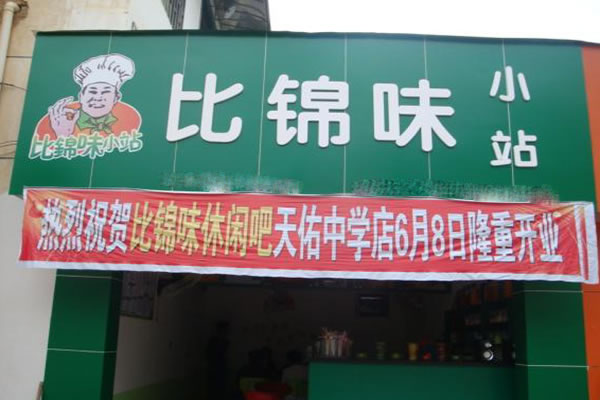 比锦味小站
比锦味
小站
热烈祝贺比锦味休闲吧天佑中学店6月8日隆重开业